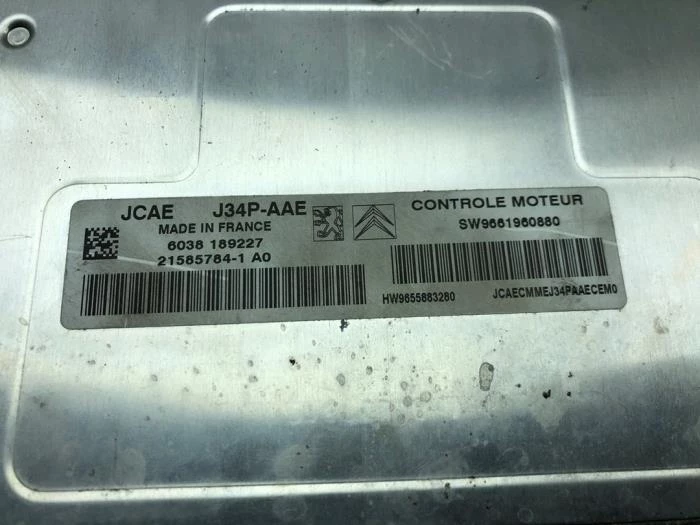 JCAE J34P-AAE
MADE IN FRANCE
6038 189227
21585784-1 A0
CONTROLE MOTEUR
SW9661960880
HW9655883280 JCAECMMEJ34PAAECEM0